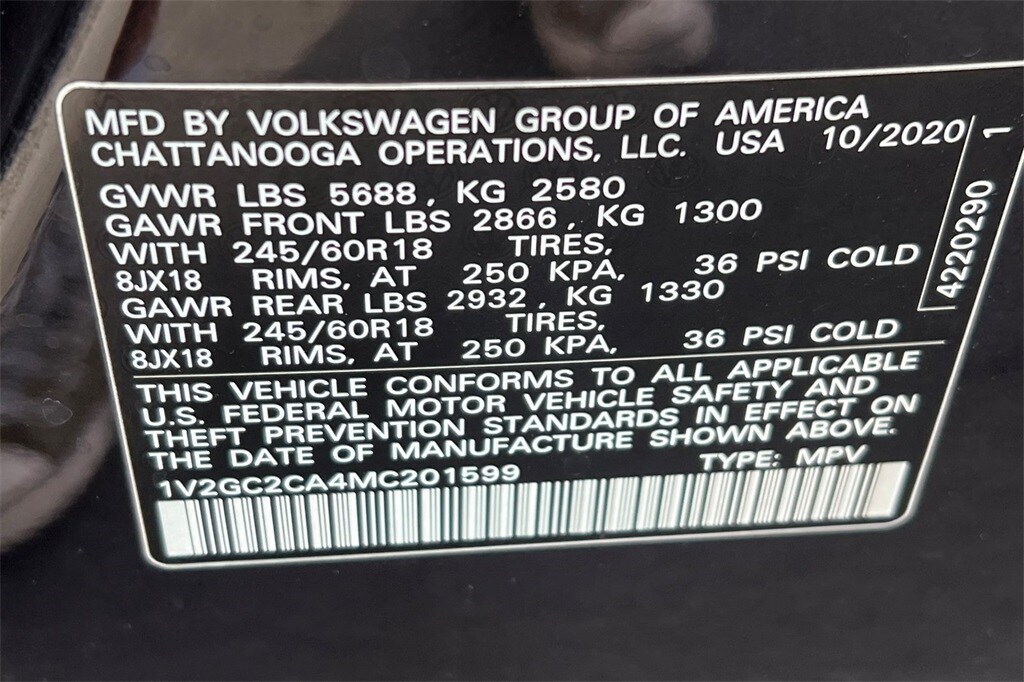 MFD BY VOLKSWAGEN GROUP OF AMERICA
CHATTANOOGA OPERATIONS, LLC. USA 10/2020
GVWR LBS 5688, KG 2580
GAWR FRONT LBS 2866, KG 1300
WITH 245/60R18 TIRES,
8JX18 RIMS, AT 250 KPA, 36 PSI COLD
GAWR REAR LBS 2932, KG 1330
WITH 245/60R18 TIRES,
8JX18 RIMS, AT 250 KPA, 36 PSI COLD
THIS VEHICLE CONFORMS TO ALL APPLICABLE
U.S. FEDERAL MOTOR VEHICLE SAFETY AND
THEFT PREVENTION STANDARDS IN EFFECT ON
THE DATE OF MANUFACTURE SHOWN ABOVE.
1V2GC2CA4MC201599 TYPE: MPV
4220290 1